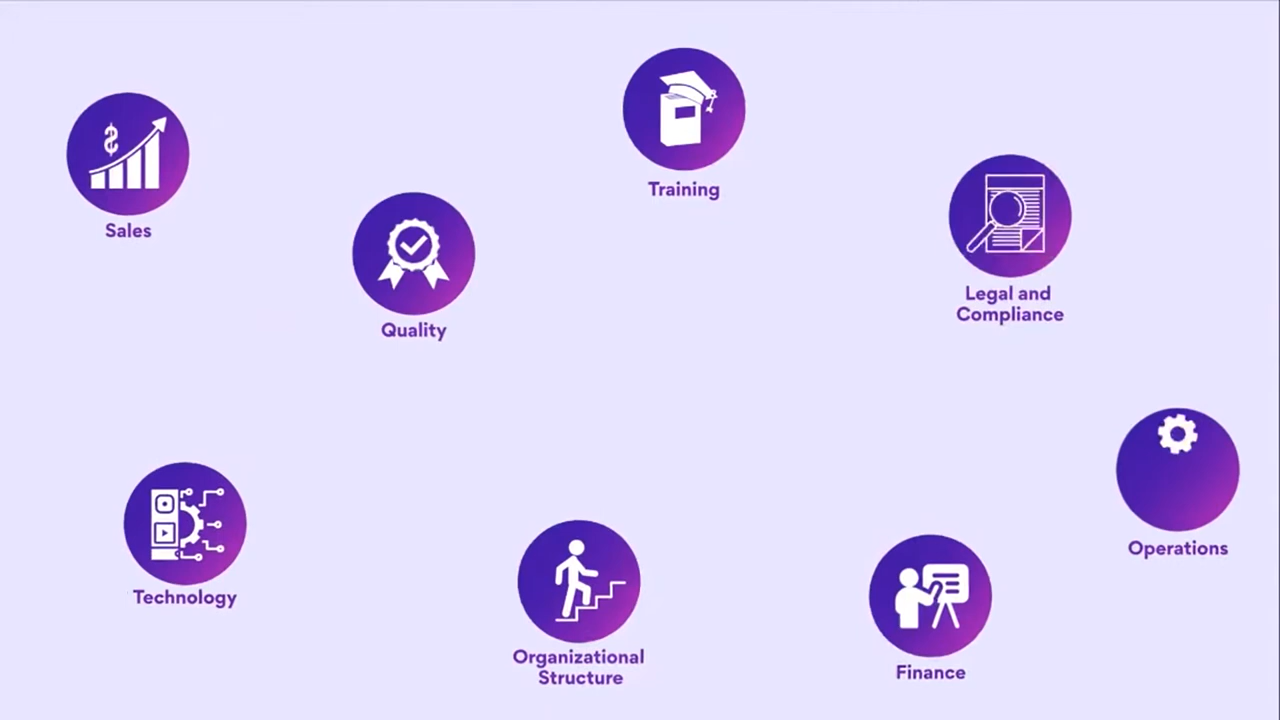 Sales
Quality
Training
Legal and
Compliance
Technology
Organizational
Structure
Finance
Operations